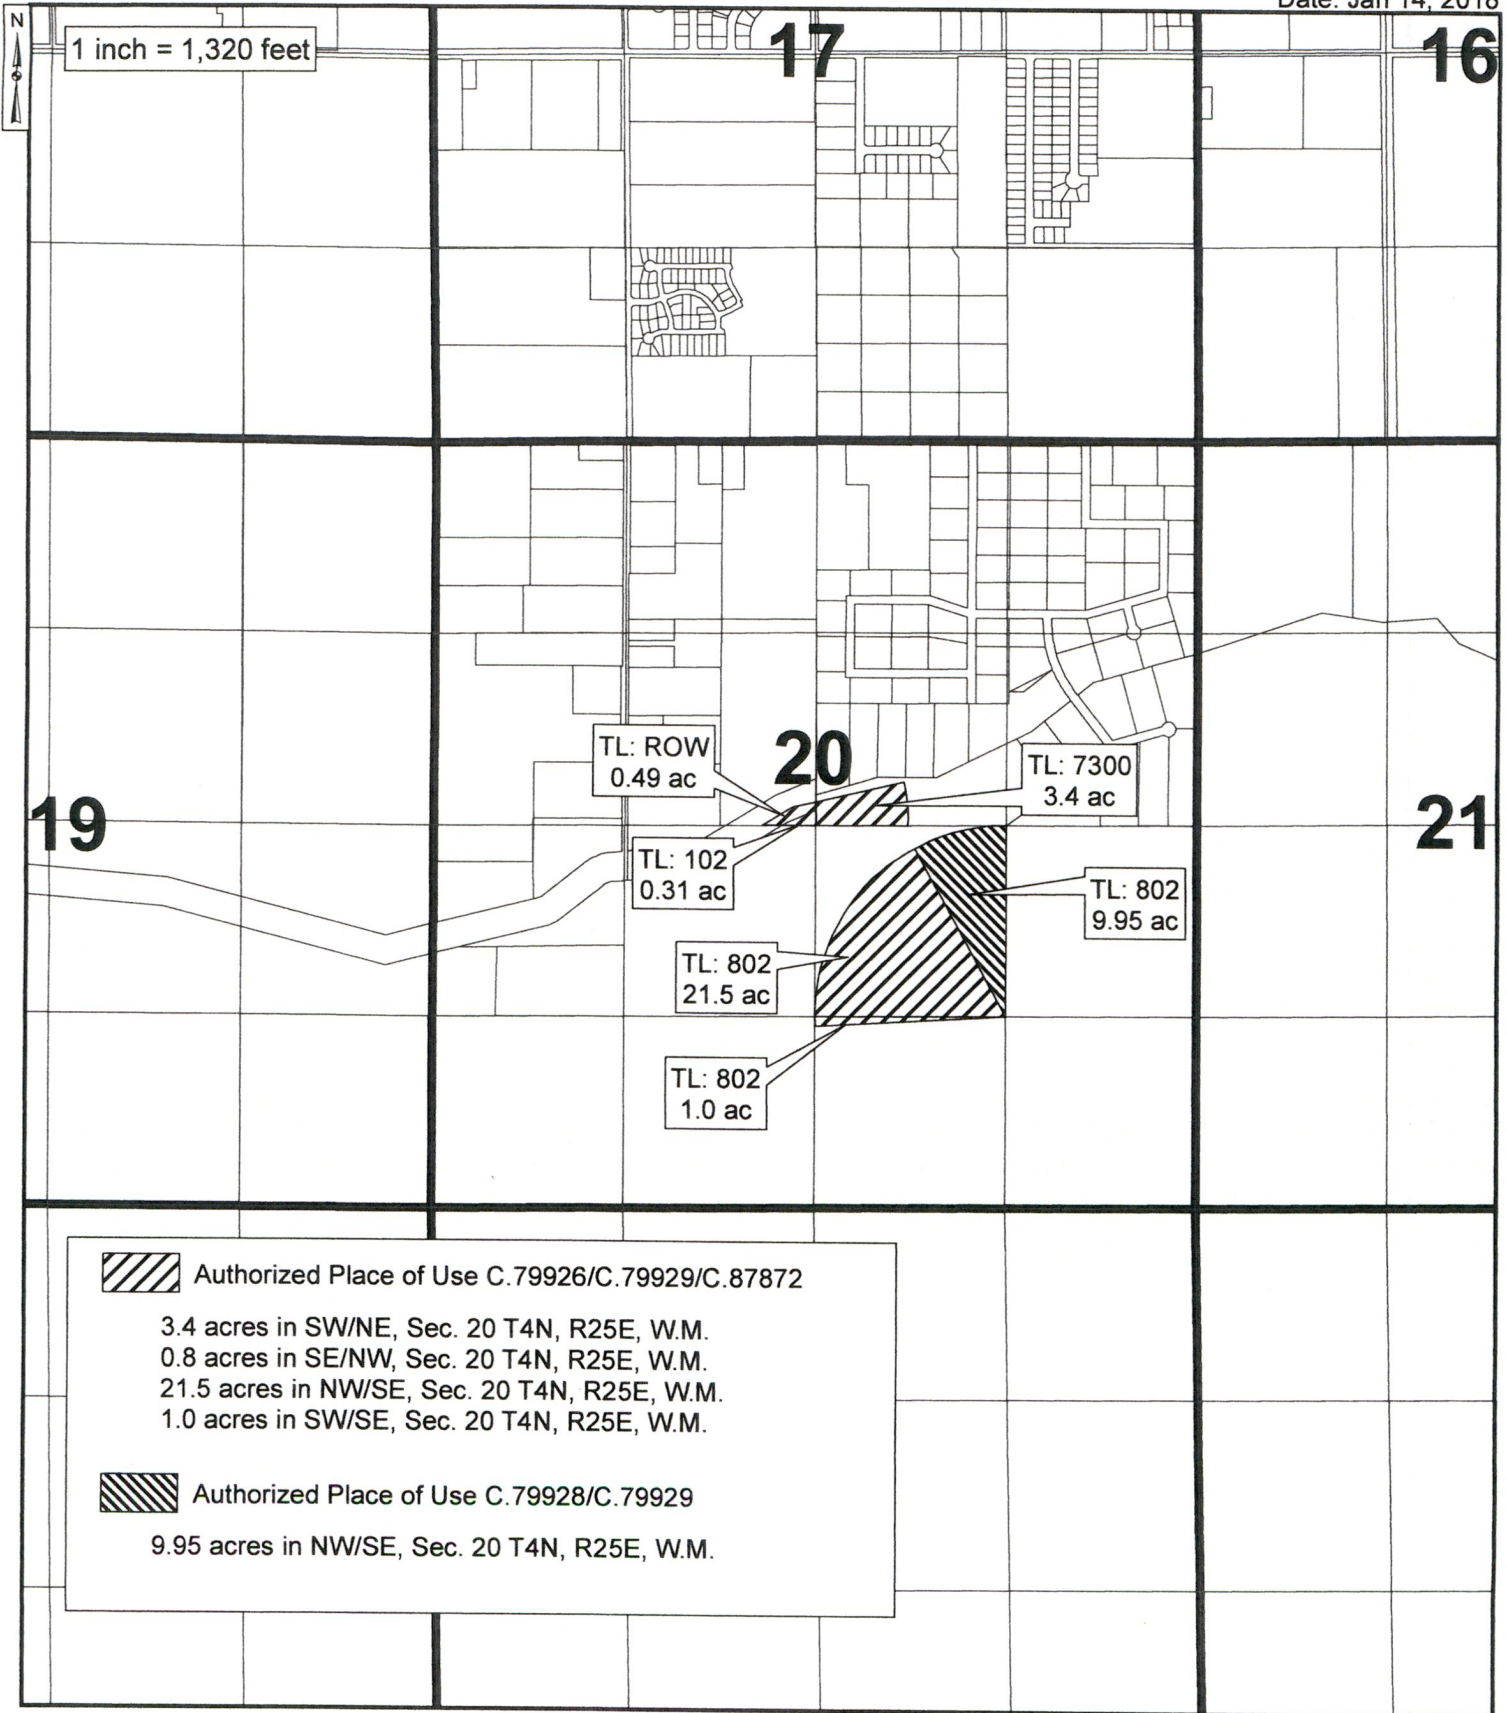 Date: Jan 14, 2018
N
1 inch = 1,320 feet
17
16
TL: ROW
0.49 ac
20
TL: 7300
3.4 ac
19
21
TL: 102
0.31 ac
TL: 802
9.95 ac
TL: 802
21.5 ac
TL: 802
1.0 ac
Authorized Place of Use C.79926/C.79929/C.87872
3.4 acres in SW/NE, Sec. 20 T4N, R25E, W.M.
0.8 acres in SE/NW, Sec. 20 T4N, R25E, W.M.
21.5 acres in NW/SE, Sec. 20 T4N, R25E, W.M.
1.0 acres in SW/SE, Sec. 20 T4N, R25E, W.M.
Authorized Place of Use C.79928/C.79929
9.95 acres in NW/SE, Sec. 20 T4N, R25E, W.M.